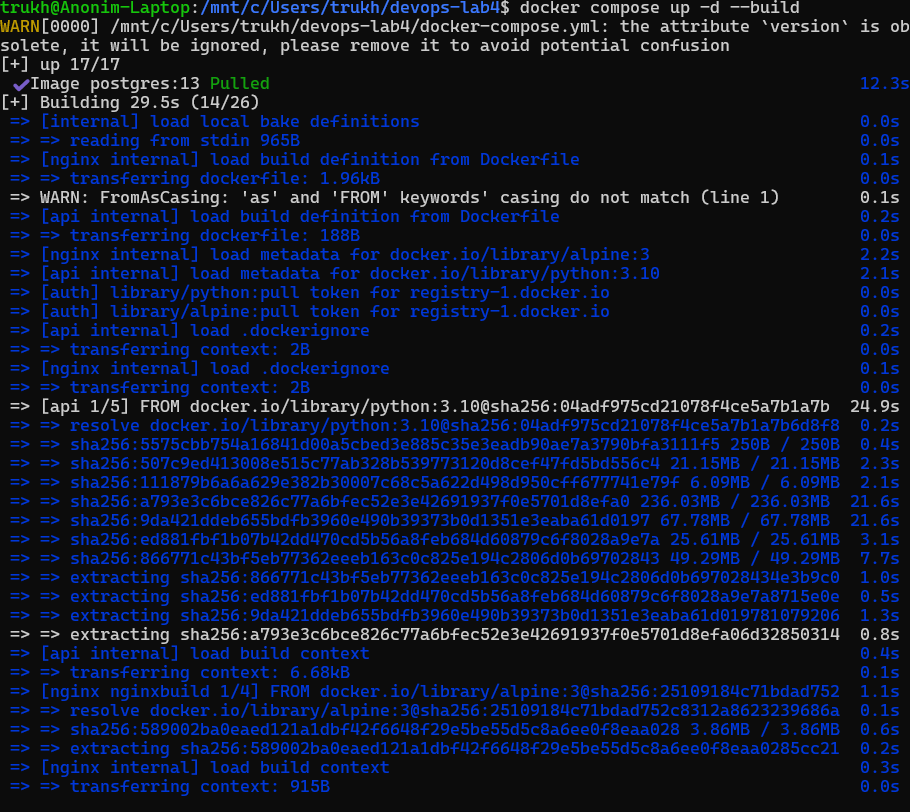 trukh@Anonim-Laptop:/mnt/c/Users/trukh/devops-lab4$ docker compose up -d --build
WARN[0000] /mnt/c/Users/trukh/devops-lab4/docker-compose.yml: the attribute `version` is ob
solete, it will be ignored, please remove it to avoid potential confusion
[+] up 17/17
✔Image postgres:13 Pulled 12.3s
[+] Building 29.5s (14/26)
=> [internal] load local bake definitions 0.0s
=> => reading from stdin 965B 0.0s
=> [nginx internal] load build definition from Dockerfile 0.1s
=> => transferring dockerfile: 1.96kB 0.0s
=> WARN: FromAsCasing: 'as' and 'FROM' keywords' casing do not match (line 1) 0.1s
=> [api internal] load build definition from Dockerfile 0.2s
=> => transferring dockerfile: 188B 0.0s
=> [nginx internal] load metadata for docker.io/library/alpine:3 2.2s
=> [api internal] load metadata for docker.io/library/python:3.10 2.1s
=> [auth] library/python:pull token for registry-1.docker.io 0.0s
=> [auth] library/alpine:pull token for registry-1.docker.io 0.0s
=> [api internal] load .dockerignore 0.2s
=> => transferring context: 2B 0.0s
=> [nginx internal] load .dockerignore 0.1s
=> => transferring context: 2B 0.0s
=> [api 1/5] FROM docker.io/library/python:3.10@sha256:04adf975cd21078f4ce5a7b1a7b 24.9s
=> => resolve docker.io/library/python:3.10@sha256:04adf975cd21078f4ce5a7b1a7b6d8f8 0.2s
=> => sha256:5575cbb754a16841d00a5cbed3e885c35e3eadb90ae7a3790bfa3111f5 250B / 250B 0.4s
=> => sha256:507c9ed413008e515c77ab328b539773120d8cef47fd5bd556c4 21.15MB / 21.15MB 2.3s
=> => sha256:111879b6a6a629e382b30007c68c5a622d498d950cff677741e79f 6.09MB / 6.09MB 2.1s
=> => sha256:a793e3c6bce826c77a6bfec52e3e42691937f0e5701d8efa0 236.03MB / 236.03MB 21.6s
=> => sha256:9da421ddeb655bdfb3960e490b39373b0d1351e3eaba61d0197 67.78MB / 67.78MB 21.6s
=> => sha256:ed881fbf1b07b42dd470cd5b56a8feb684d60879c6f8028a9e7a 25.61MB / 25.61MB 3.1s
=> => sha256:866771c43bf5eb77362eeeb163c0c825e194c2806d0b69702843 49.29MB / 49.29MB 7.7s
=> => extracting sha256:866771c43bf5eb77362eeeb163c0c825e194c2806d0b697028434e3b9c0 1.0s
=> => extracting sha256:ed881fbf1b07b42dd470cd5b56a8feb684d60879c6f8028a9e7a8715e0e 0.5s
=> => extracting sha256:9da421ddeb655bdfb3960e490b39373b0d1351e3eaba61d019781079206 1.3s
=> => extracting sha256:a793e3c6bce826c77a6bfec52e3e42691937f0e5701d8efa06d32850314 0.8s
=> [api internal] load build context 0.4s
=> => transferring context: 6.68kB 0.1s
=> [nginx nginxbuild 1/4] FROM docker.io/library/alpine:3@sha256:25109184c71bdad752 1.1s
=> => resolve docker.io/library/alpine:3@sha256:25109184c71bdad752c8312a8623239686a 0.1s
=> => sha256:589002ba0eaed121a1dbf42f6648f29e5be55d5c8a6ee0f8eaa028 3.86MB / 3.86MB 0.6s
=> => extracting sha256:589002ba0eaed121a1dbf42f6648f29e5be55d5c8a6ee0f8eaa0285cc21 0.2s
=> [nginx internal] load build context 0.3s
=> => transferring context: 915B 0.0s